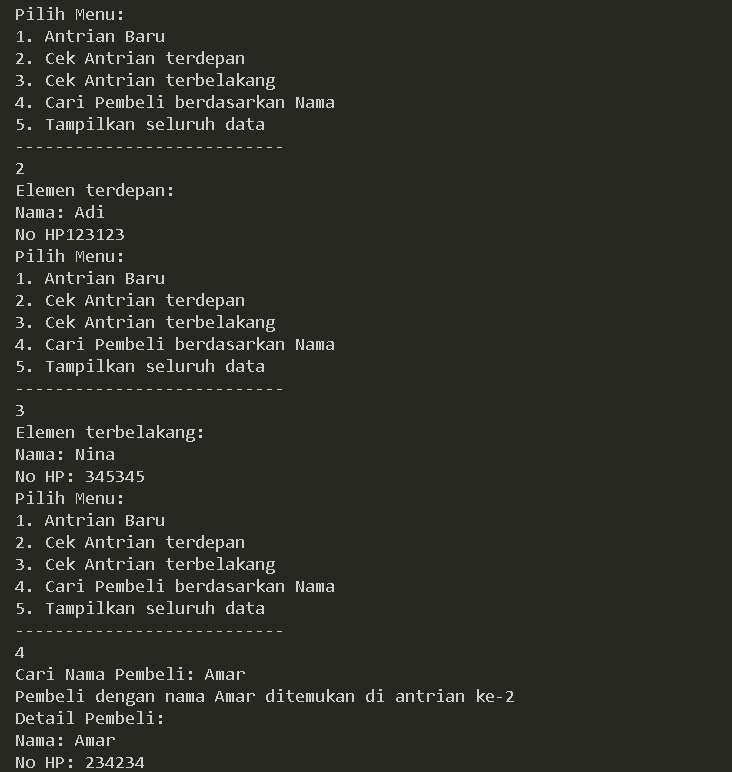 Pilih Menu:
1. Antrian Baru
2. Cek Antrian terdepan
3. Cek Antrian terbelakang
4. Cari Pembeli berdasarkan Nama
5. Tampilkan seluruh data
---------------------------
2
Elemen terdepan:
Nama: Adi
No HP123123
Pilih Menu:
1. Antrian Baru
2. Cek Antrian terdepan
3. Cek Antrian terbelakang
4. Cari Pembeli berdasarkan Nama
5. Tampilkan seluruh data
---------------------------
3
Elemen terbelakang:
Nama: Nina
No HP: 345345
Pilih Menu:
1. Antrian Baru
2. Cek Antrian terdepan
3. Cek Antrian terbelakang
4. Cari Pembeli berdasarkan Nama
5. Tampilkan seluruh data
---------------------------
4
Cari Nama Pembeli: Amar
Pembeli dengan nama Amar ditemukan di antrian ke-2
Detail Pembeli:
Nama: Amar
No HP: 234234